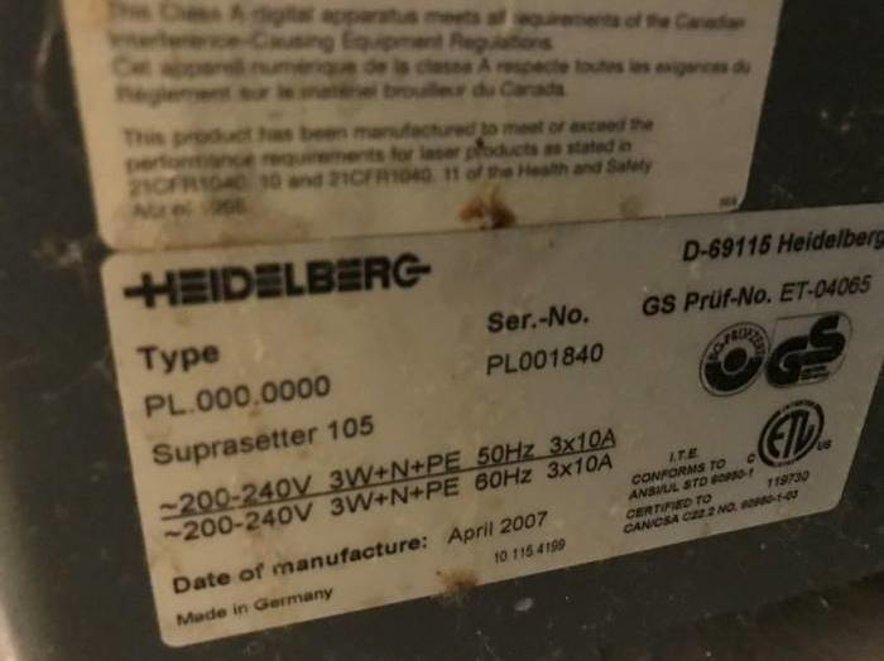 This Class A digital apparatus meets all requirements of the Canadian
Interference-Causing Equipment Regulations
Cet appareil numérique de la classe A respecte toutes les exigences du
Réglement sur le matériel brouilleur du Canada
This product has been manufactured to meet or exceed the
performance requirements for laser products as stated in
21CFR1040. 10 and 21CFR1040. 11 of the Health and Safety
HEIDELBERG
D-69115 Heidelberg
Type
Ser.-No.
GS Prüf-No. ET-04065
PL.000.0000
PL001840
GS
Suprasetter 105
~200-240V 3W+N+PE 50Hz 3x10A
~200-240V 3W+N+PE 60Hz 3x10A
C ETL US
I.T.E.
CONFORMS TO
ANSI/UL STD 60950-1
119730
CERTIFIED TO
CAN/CSA C22.2 NO. 60950-1-03
Date of manufacture: April 2007
10 115 4199
Made in Germany